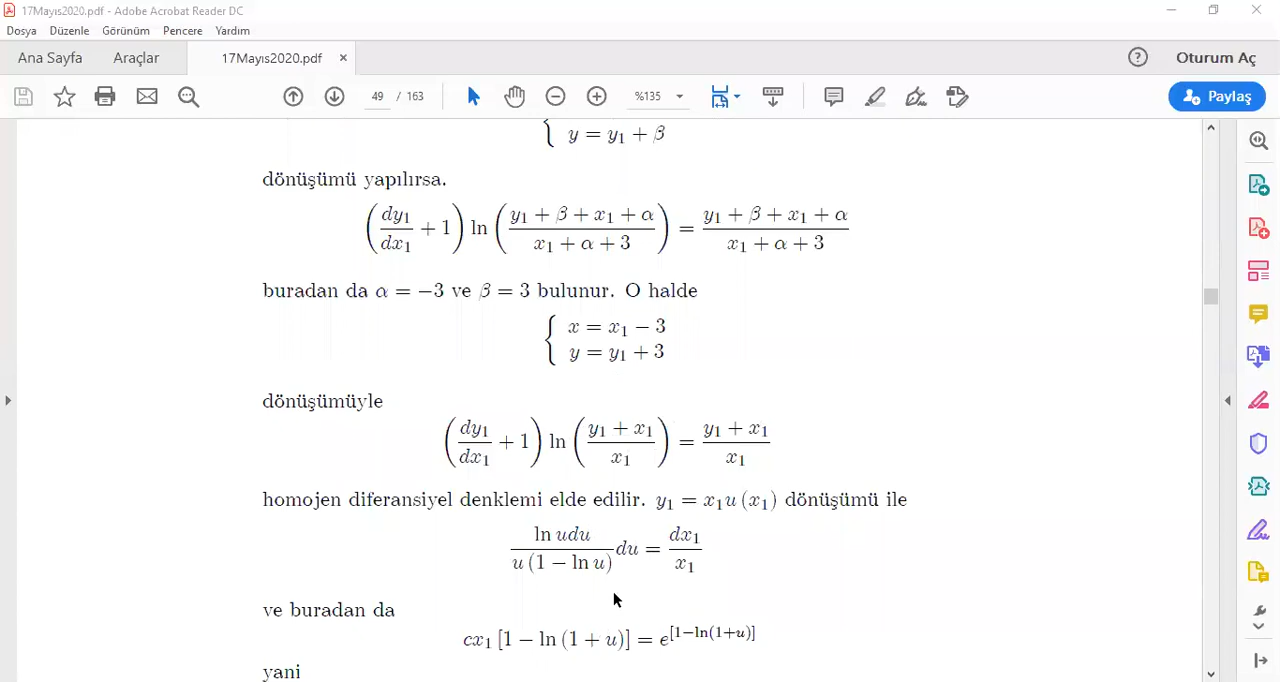 17Mayıs2020.pdf - Adobe Acrobat Reader DC
Dosya Düzenle Görünüm Pencere Yardım
Ana Sayfa Araçlar 17Mayıs2020.pdf × ? Oturum Aç
49 / 163 %135 Paylaş
{ y = y₁ + β
dönüşümü yapılırsa.
(dy₁/dx₁ + 1) ln ((y₁ + β + x₁ + α)/(x₁ + α + 3)) = (y₁ + β + x₁ + α)/(x₁ + α + 3)
buradan da α = −3 ve β = 3 bulunur. O halde
{ x = x₁ − 3
y = y₁ + 3
dönüşümüyle
(dy₁/dx₁ + 1) ln ((y₁ + x₁)/x₁) = (y₁ + x₁)/x₁
homojen diferansiyel denklemi elde edilir. y₁ = x₁u (x₁) dönüşümü ile
(ln udu)/(u (1 − ln u)) du = dx₁/x₁
ve buradan da
cx₁ [1 − ln (1 + u)] = e^[1−ln(1+u)]
yani